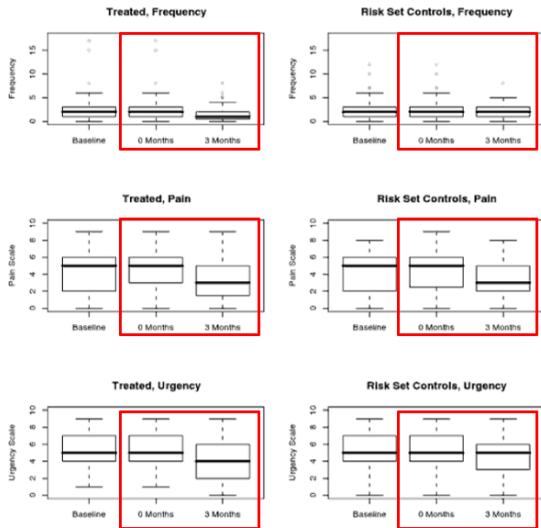 Treated, Frequency
Frequency
15
10
5
0
Baseline 0 Months 3 Months
Risk Set Controls, Frequency
Frequency
15
10
5
0
Baseline 0 Months 3 Months
Treated, Pain
Pain Scale
10
8
6
4
2
0
Baseline 0 Months 3 Months
Risk Set Controls, Pain
Pain Scale
10
8
6
4
2
0
Baseline 0 Months 3 Months
Treated, Urgency
Urgency Scale
10
8
6
4
2
0
Baseline 0 Months 3 Months
Risk Set Controls, Urgency
Urgency Scale
10
8
6
4
2
0
Baseline 0 Months 3 Months